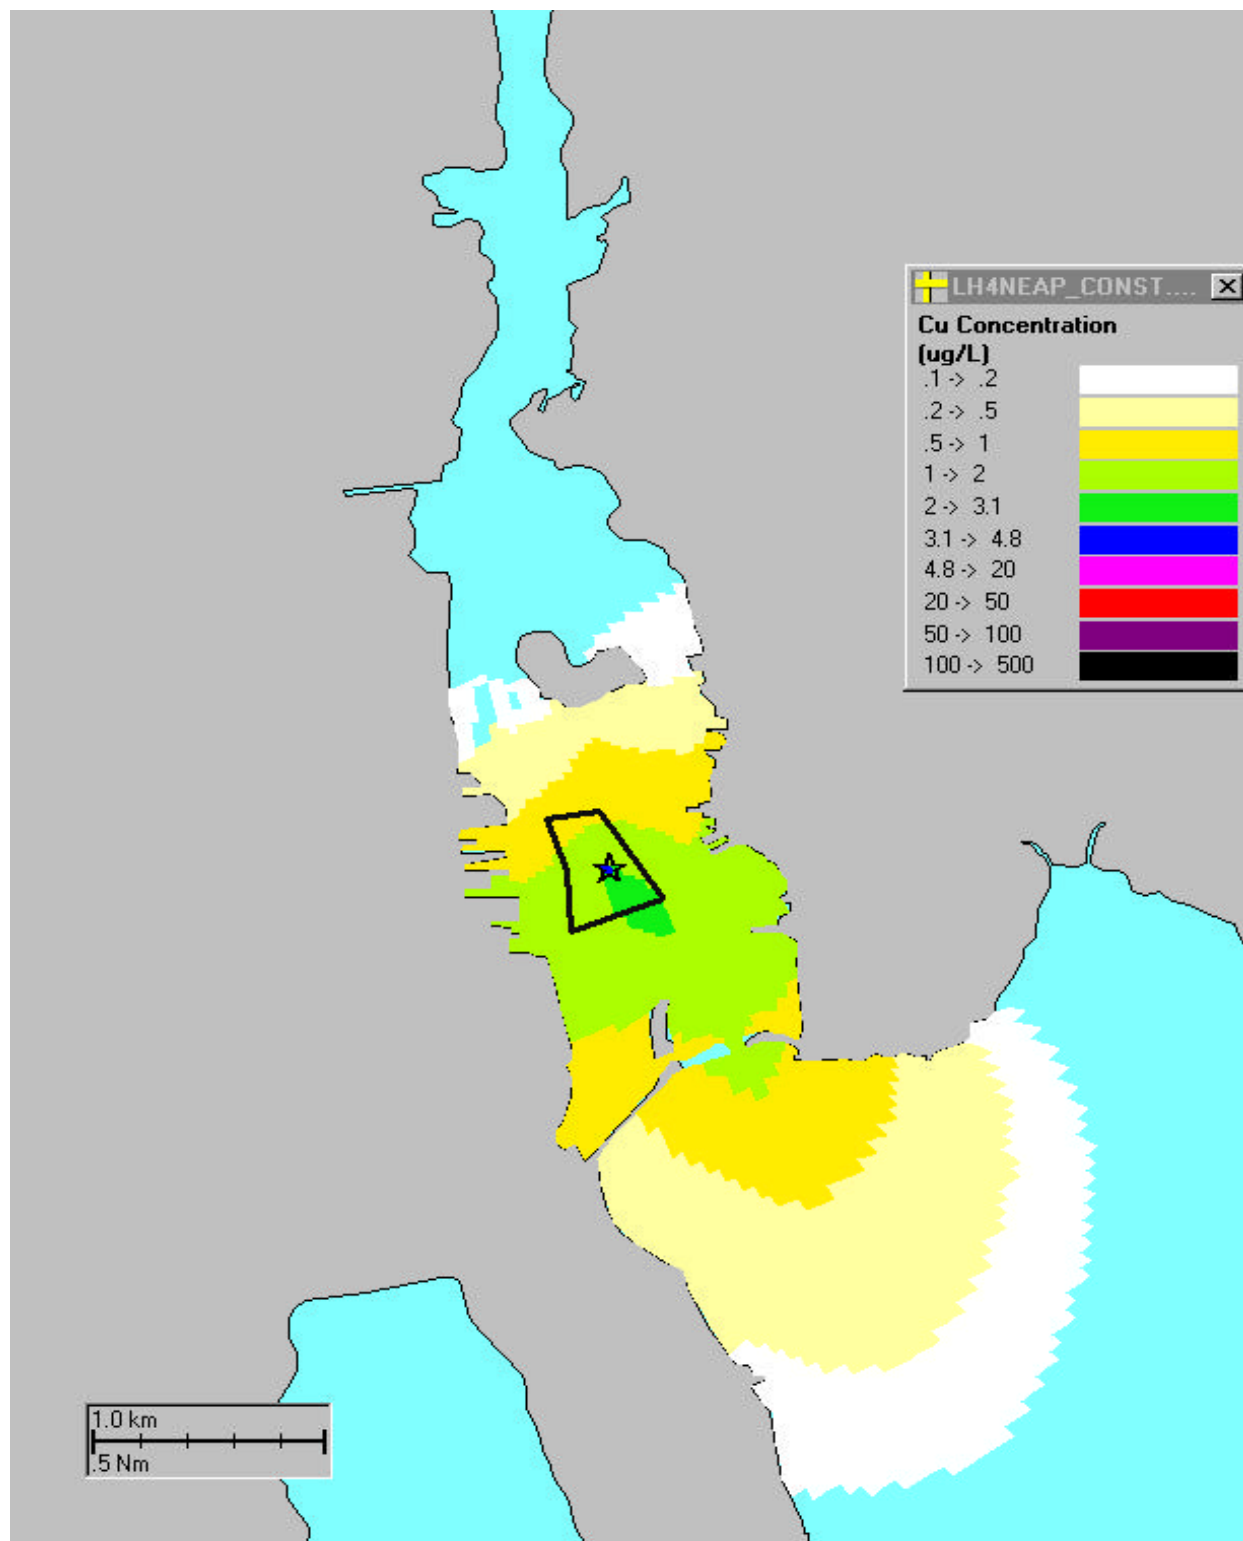 LH4NEAP_CONST....
Cu Concentration
(ug/L)
.1 -> .2
.2 -> .5
.5 -> 1
1 -> 2
2 -> 3.1
3.1 -> 4.8
4.8 -> 20
20 -> 50
50 -> 100
100 -> 500
1.0 km
.5 Nm